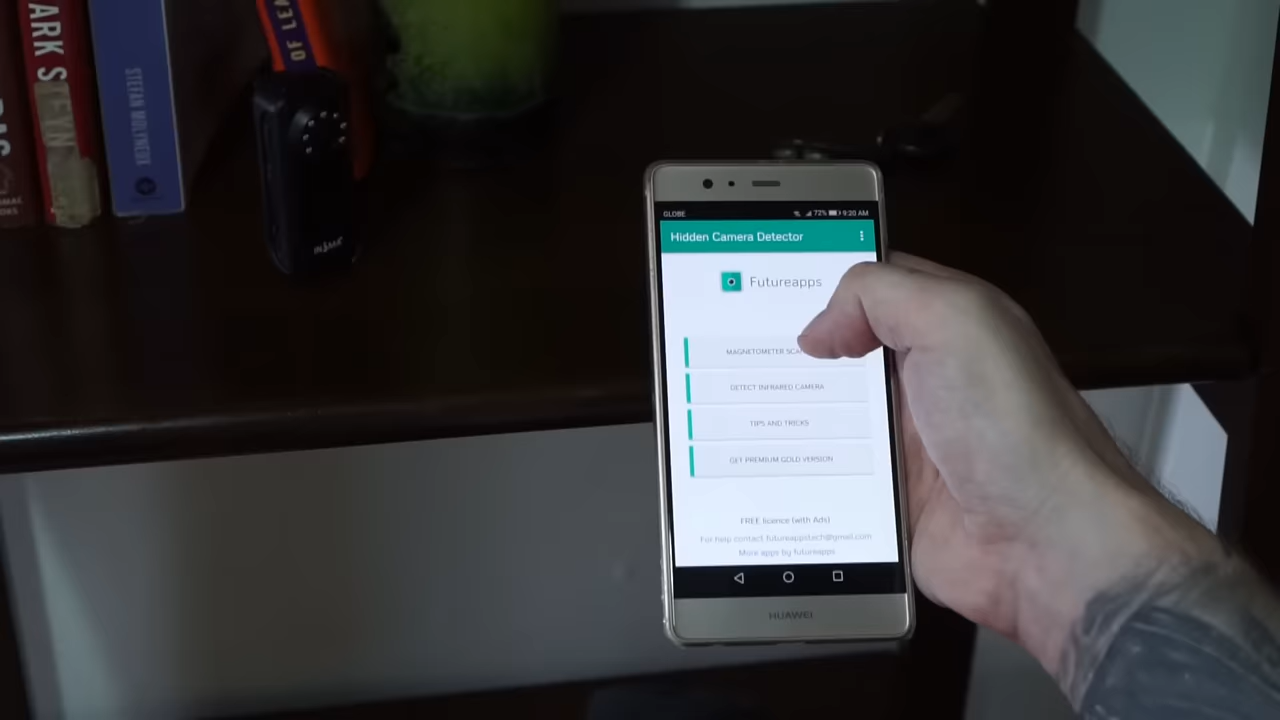 ARK STEYN
STEFAN MOLYNEUX
OF LEA
GLOBE
72%
9:20 AM
Hidden Camera Detector
Futureapps
MAGNETOMETER SCA
DETECT INFRARED CAMERA
TIPS AND TRICKS
GET PREMIUM GOLD VERSION
FREE licence (with Ads)
For help contact futureappstech@gmail.com
More apps by futureapps
HUAWEI